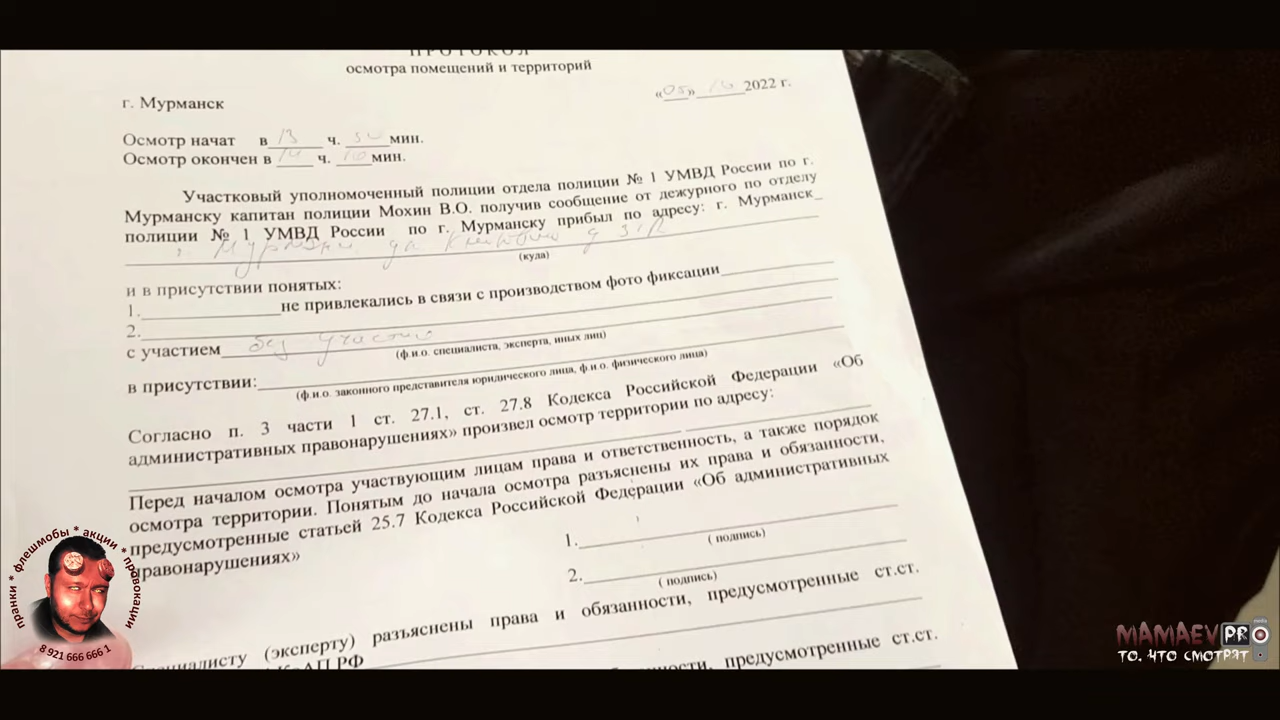 ПРОТОКОЛ
осмотра помещений и территорий
г. Мурманск
«05» 2022 г.
Осмотр начат в 13 ч. 50 мин.
Осмотр окончен в 14 ч. 10 мин.
Участковый уполномоченный полиции отдела полиции № 1 УМВД России по г.
Мурманску капитан полиции Мохин В.О. получив сообщение от дежурного по отделу
полиции № 1 УМВД России по г. Мурманску прибыл по адресу: г. Мурманск_
(куда)
и в присутствии понятых:
1. не привлекались в связи с производством фото фиксации
2.
с участием без участия
(ф.и.о. специалиста, эксперта, иных лиц)
в присутствии:
(ф.и.о. законного представителя юридического лица, ф.и.о. физического лица)
Согласно п. 3 части 1 ст. 27.1, ст. 27.8 Кодекса Российской Федерации «Об
административных правонарушениях» произвел осмотр территории по адресу:
Перед началом осмотра участвующим лицам права и ответственность, а также порядок
осмотра территории. Понятым до начала осмотра разъяснены их права и обязанности,
предусмотренные статьей 25.7 Кодекса Российской Федерации «Об административных
правонарушениях»
1.
( подпись)
2.
( подпись)
Специалисту (эксперту) разъяснены права и обязанности, предусмотренные ст.ст.
КоАП РФ
предусмотренные ст.ст.
пранки * флешмобы * акции * провокации
8 921 666 666 1
MAMAEV PRO
ТО, ЧТО СМОТРЯТ